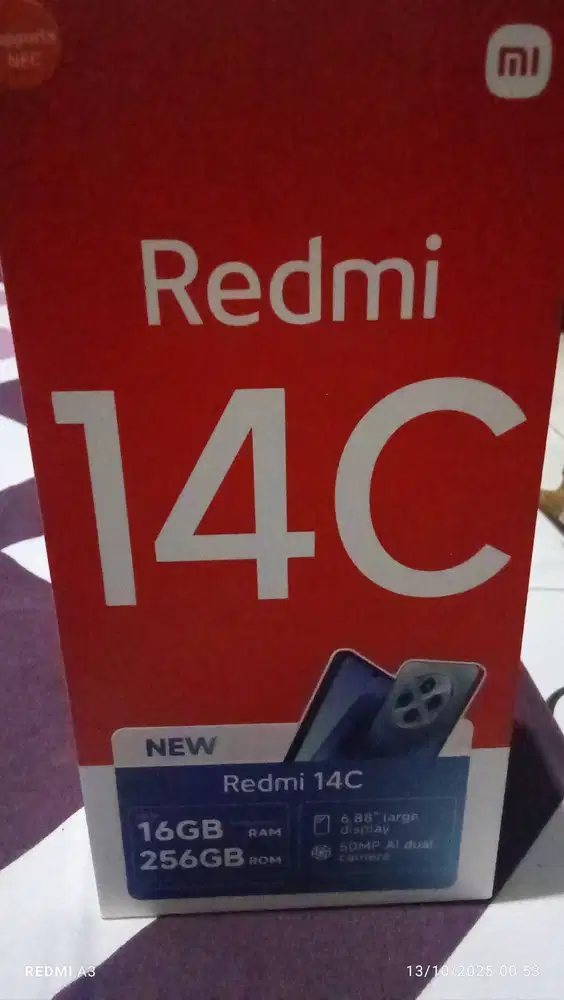 Supports
NFC
mi
Redmi
14C
NEW
Redmi 14C
16GB RAM
256GB ROM
6.88" large
display
50MP AI dual
camera
REDMI A3
13/10/2025 00:53